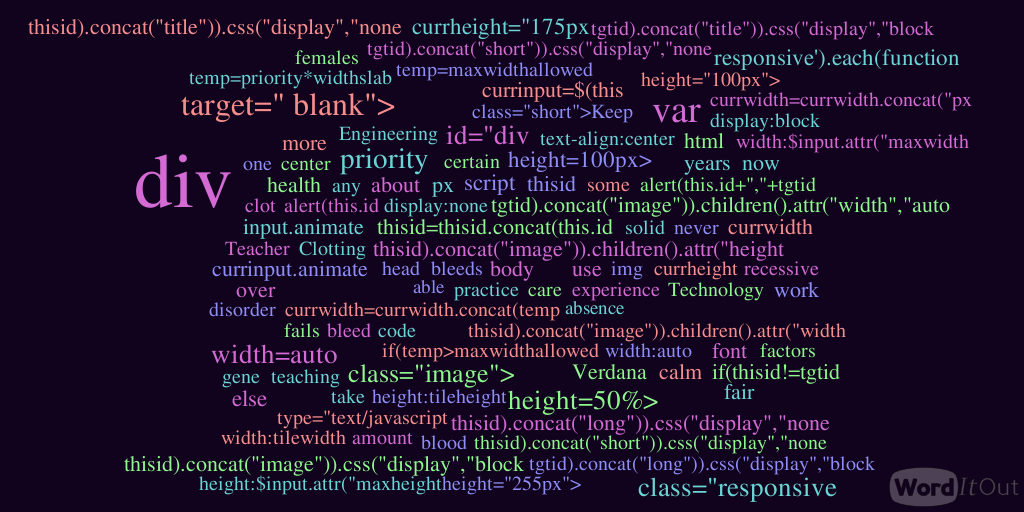 thisid).concat("title")).css("display","none currheight="175px tgtid).concat("title")).css("display","block
females tgtid).concat("short")).css("display","none responsive').each(function
temp=priority*widthslab temp=maxwidthallowed height="100px">
target=" blank"> currinput=$(this var currwidth=currwidth.concat("px
class="short">Keep display:block
more Engineering id="div text-align:center html width:$input.attr("maxwidth
div one center priority certain height=100px> years now
health any about px script thisid some alert(this.id+","+tgtid
clot alert(this.id display:none tgtid).concat("image")).children().attr("width","auto
input.animate thisid=thisid.concat(this.id solid never currwidth
Teacher Clotting thisid).concat("image")).children().attr("height
currinput.animate head bleeds body use img currheight recessive
over able practice care experience Technology work
disorder currwidth=currwidth.concat(temp absence
fails bleed code thisid).concat("image")).children().attr("width
width=auto if(temp>maxwidthallowed width:auto font factors
gene teaching class="image"> Verdana calm if(thisid!=tgtid
else take height:tileheight height=50%> fair
type="text/javascript thisid).concat("long")).css("display","none
width:tilewidth amount blood thisid).concat("short")).css("display","none
thisid).concat("image")).css("display","block tgtid).concat("long")).css("display","block
height:$input.attr("maxheight height="255px"> class="responsive
WordItOut